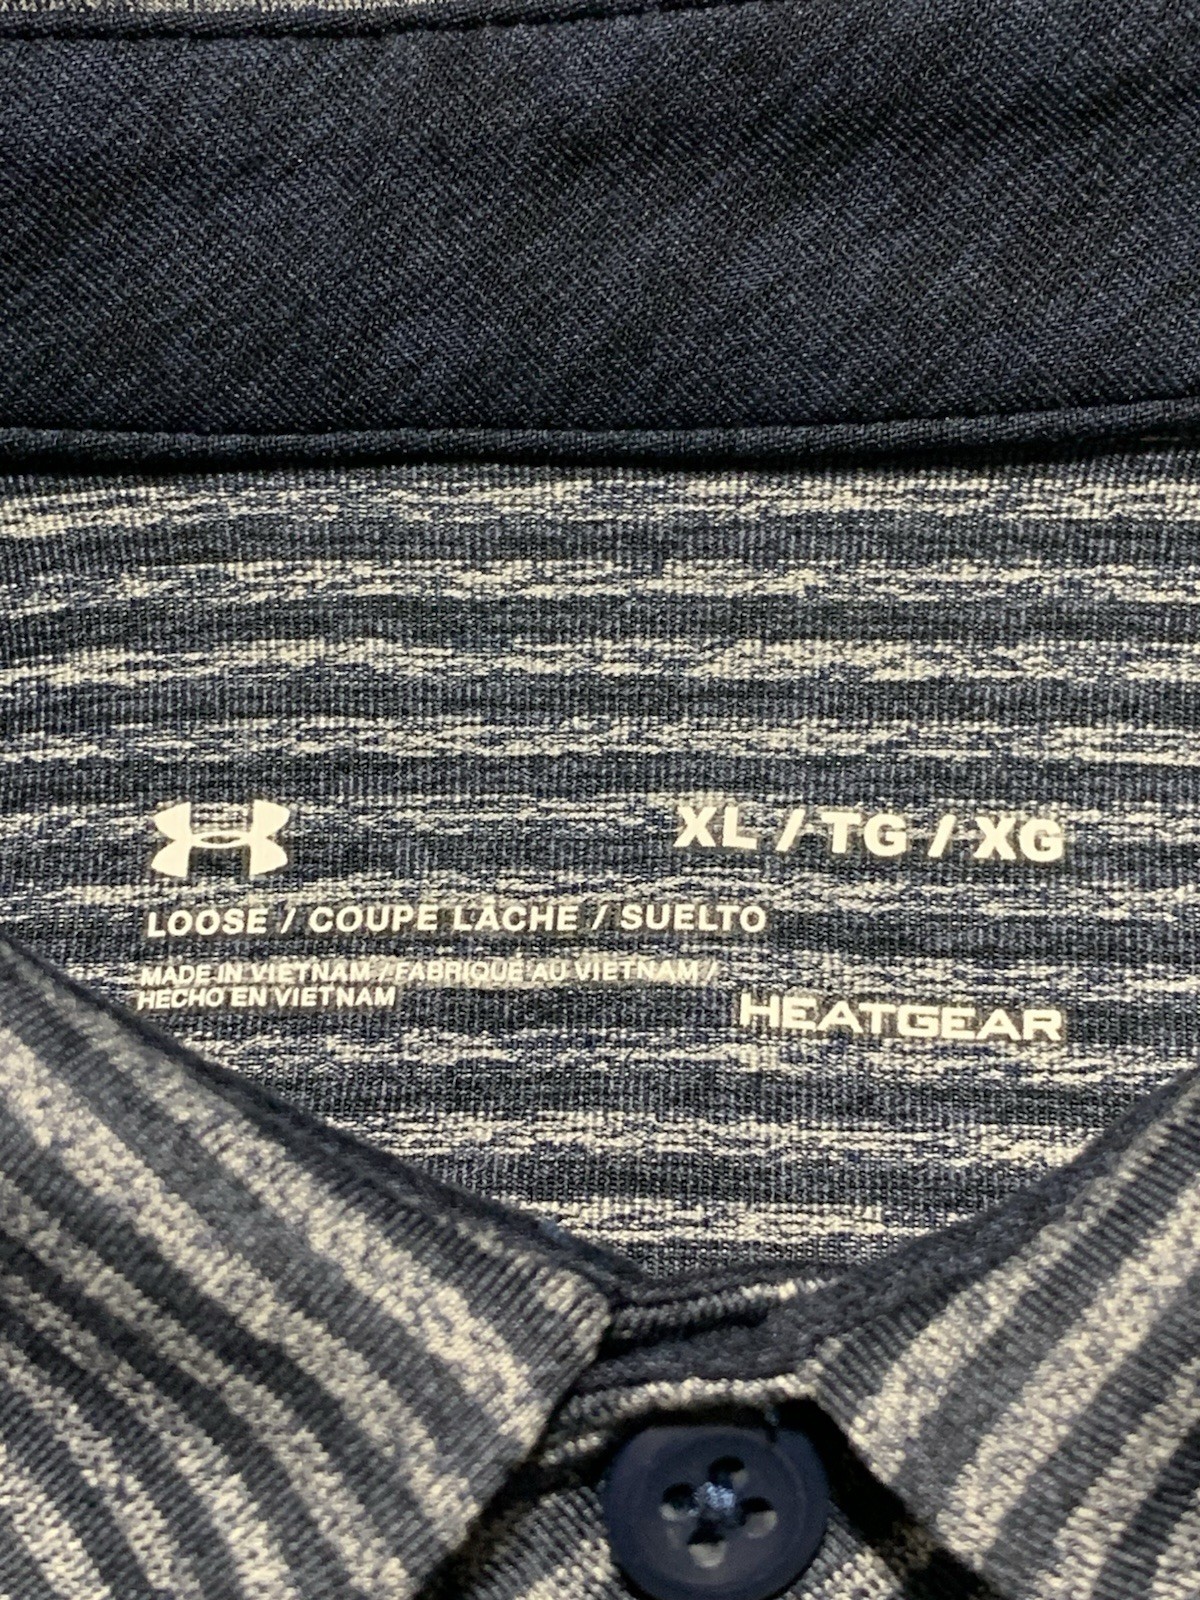 XL / TG / XG
LOOSE / COUPE LÂCHE / SUELTO
MADE IN VIETNAM / FABRIQUÉ AU VIETNAM /
HECHO EN VIETNAM
HEATGEAR